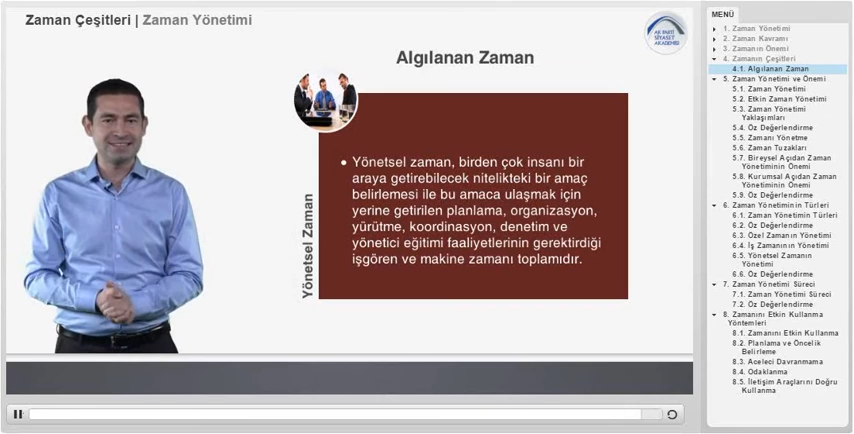 Zaman Çeşitleri | Zaman Yönetimi
AK PARTİ
SİYASET
AKADEMİSİ
Algılanan Zaman
Yönetsel Zaman
• Yönetsel zaman, birden çok insanı bir
araya getirebilecek nitelikteki bir amaç
belirlemesi ile bu amaca ulaşmak için
yerine getirilen planlama, organizasyon,
yürütme, koordinasyon, denetim ve
yönetici eğitimi faaliyetlerinin gerektirdiği
işgören ve makine zamanı toplamıdır.
MENÜ
1. Zaman Yönetimi
2. Zaman Kavramı
3. Zamanın Önemi
4. Zamanın Çeşitleri
4.1. Algılanan Zaman
5. Zaman Yönetimi ve Önemi
5.1. Zaman Yönetimi
5.2. Etkin Zaman Yönetimi
5.3. Zaman Yönetimi
Yaklaşımları
5.4. Öz Değerlendirme
5.5. Zamanı Yönetme
5.6. Zaman Tuzakları
5.7. Bireysel Açıdan Zaman
Yönetiminin Önemi
5.8. Kurumsal Açıdan Zaman
Yönetiminin Önemi
5.9. Öz Değerlendirme
6. Zaman Yönetiminin Türleri
6.1. Zaman Yönetimin Türleri
6.2. Öz Değerlendirme
6.3. Özel Zamanın Yönetimi
6.4. İş Zamanının Yönetimi
6.5. Yönetsel Zamanın
Yönetimi
6.6. Öz Değerlendirme
7. Zaman Yönetimi Süreci
7.1. Zaman Yönetimi Süreci
7.2. Öz Değerlendirme
8. Zamanını Etkin Kullanma
Yöntemleri
8.1. Zamanını Etkin Kullanma
8.2. Planlama ve Öncelik
Belirleme
8.3. Aceleci Davranmama
8.4. Odaklanma
8.5. İletişim Araçlarını Doğru
Kullanma